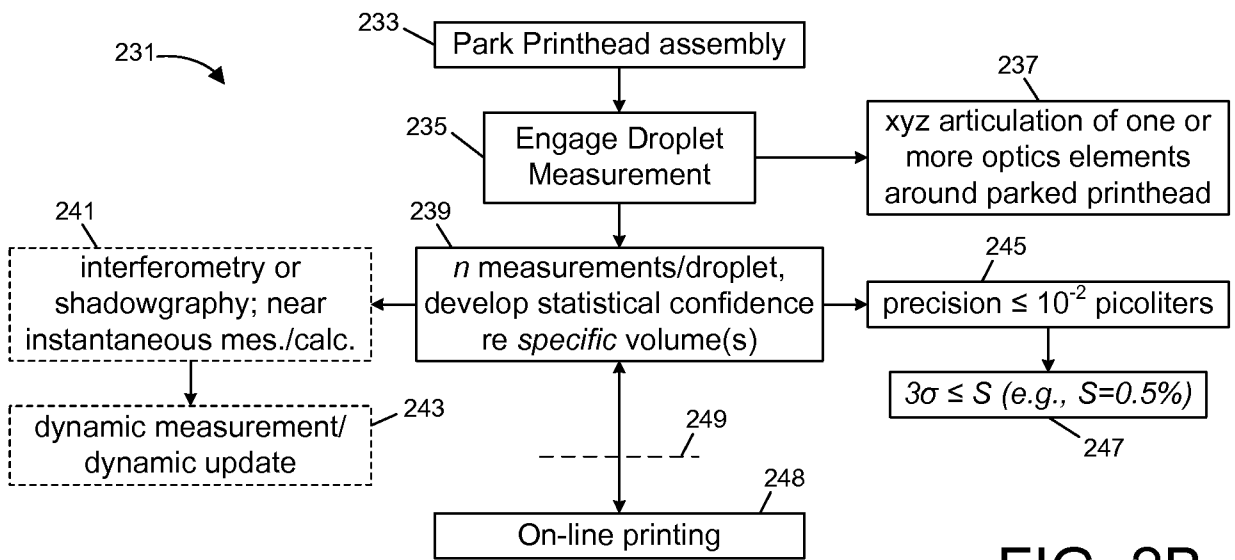 233
Park Printhead assembly
231
237
235
Engage Droplet
Measurement
xyz articulation of one or
more optics elements
around parked printhead
241
interferometry or
shadowgraphy; near
instantaneous mes./calc.
239
n measurements/droplet,
develop statistical confidence
re specific volume(s)
245
precision ≤ 10⁻² picoliters
3σ ≤ S (e.g., S=0.5%)
247
243
dynamic measurement/
dynamic update
249
248
On-line printing